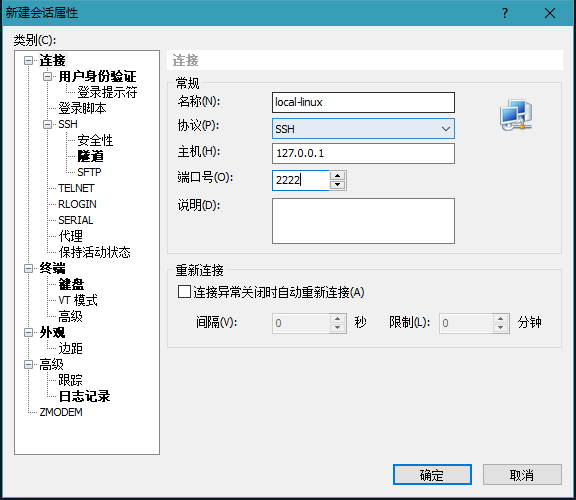 新建会话属性
类别(C):
连接
用户身份验证
登录提示符
登录脚本
SSH
安全性
隧道
SFTP
TELNET
RLOGIN
SERIAL
代理
保持活动状态
终端
键盘
VT 模式
高级
外观
边距
高级
跟踪
日志记录
ZMODEM
连接
常规
名称(N): local-linux
协议(P): SSH
主机(H): 127.0.0.1
端口号(O): 2222
说明(D):
重新连接
连接异常关闭时自动重新连接(A)
间隔(V): 0 秒 限制(L): 0 分钟
确定 取消